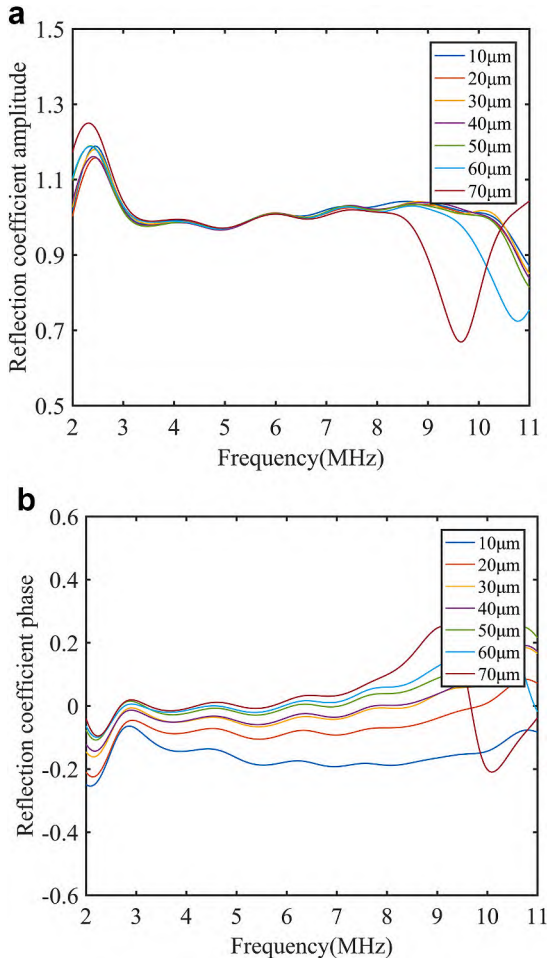 a
1.5
1.3
1.1
0.9
0.7
0.5
Reflection coefficient amplitude
10μm
20μm
30μm
40μm
50μm
60μm
70μm
2 3 4 5 6 7 8 9 10 11
Frequency(MHz)
b
0.6
0.4
0.2
0
-0.2
-0.4
-0.6
Reflection coefficient phase
10μm
20μm
30μm
40μm
50μm
60μm
70μm
2 3 4 5 6 7 8 9 10 11
Frequency(MHz)